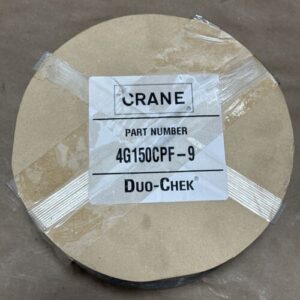 CRANE
PART NUMBER
4G150CPF-9
DUO-CHEK®